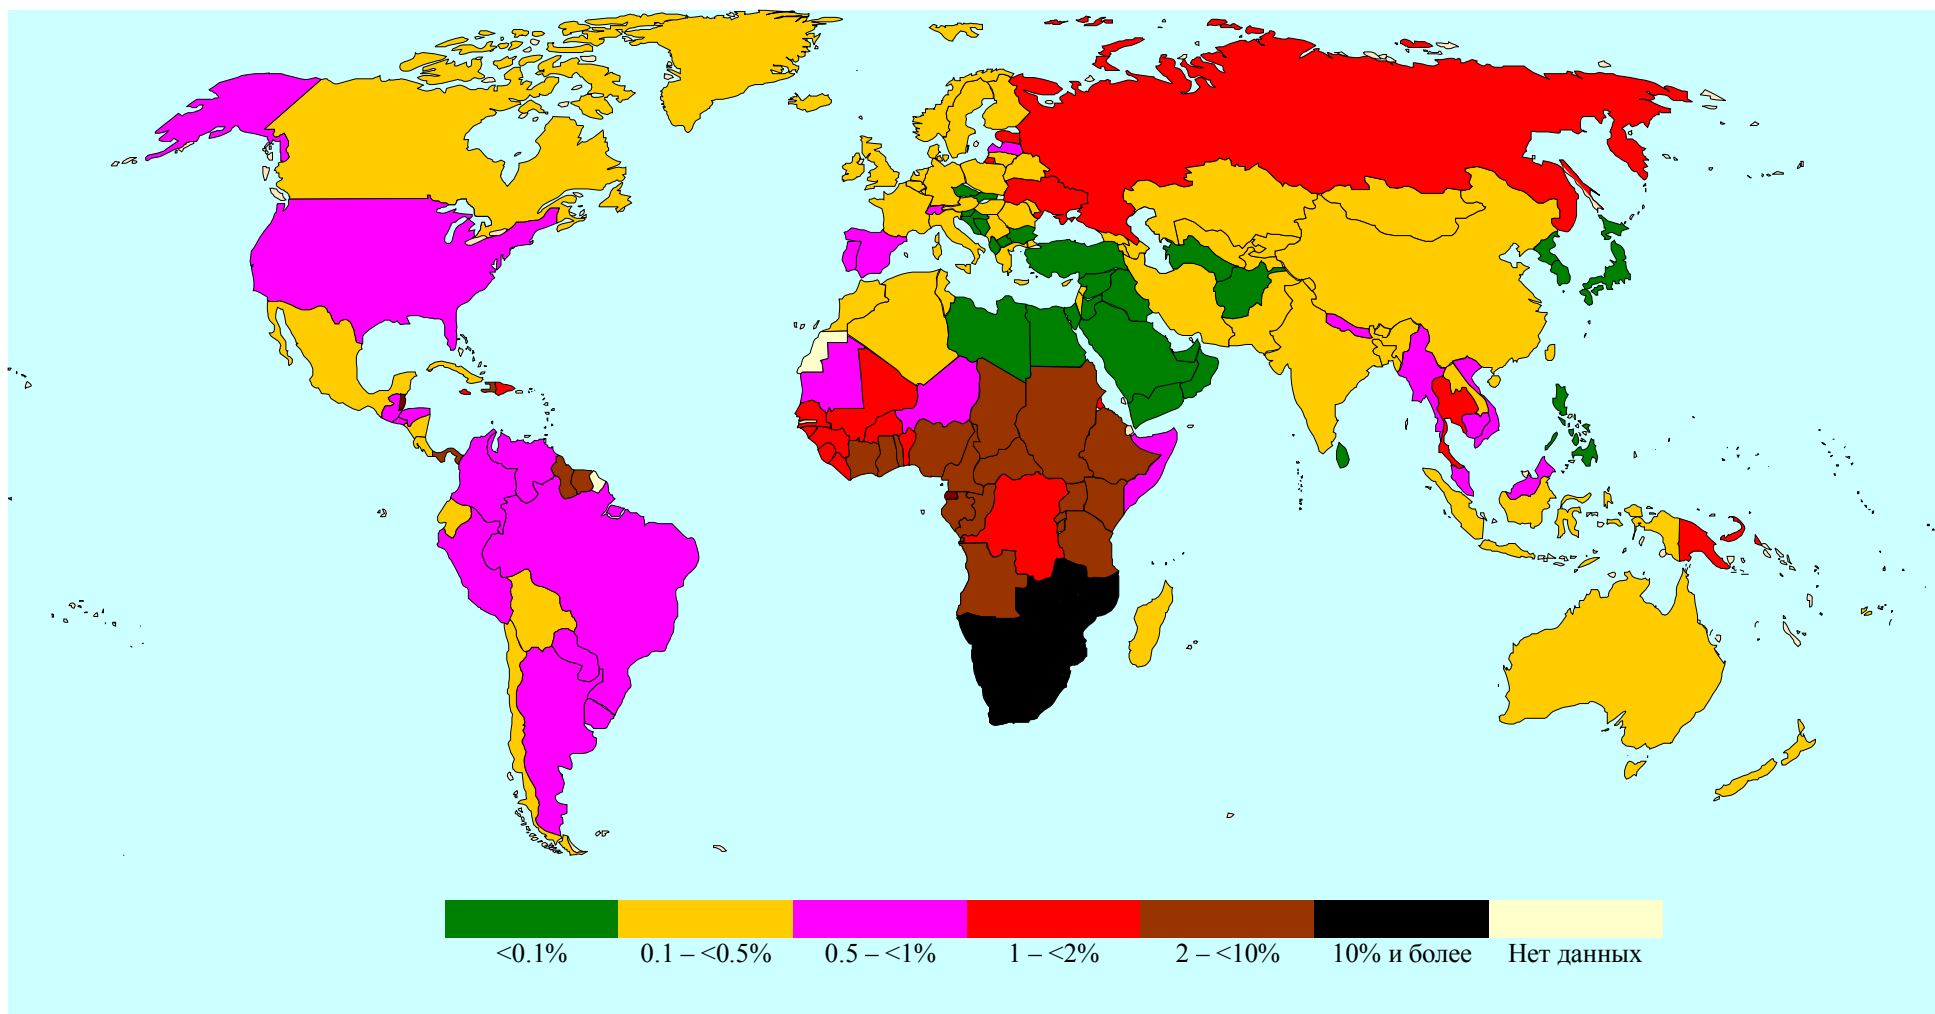 <0.1%
0.1 – <0.5%
0.5 – <1%
1 – <2%
2 – <10%
10% и более
Нет данных